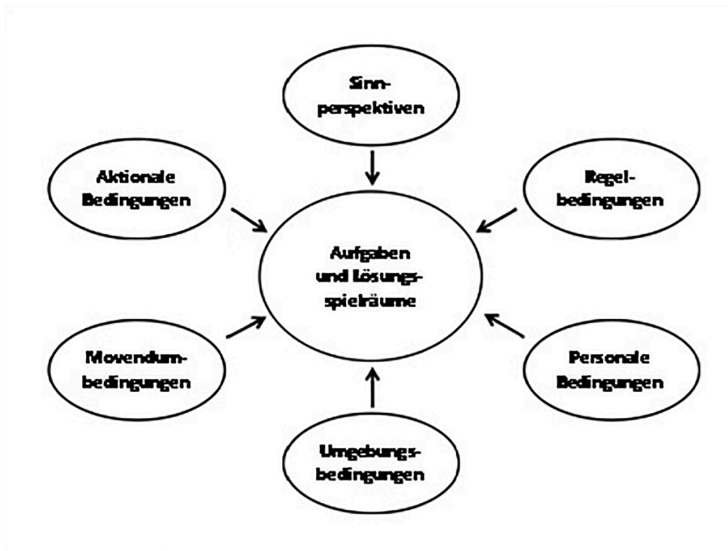 Sinn-
perspektiven
Aktionale
Bedingungen
Regel-
bedingungen
Aufgaben
und Lösungs-
spielräume
Movendum-
bedingungen
Personale
Bedingungen
Umgebungs-
bedingungen